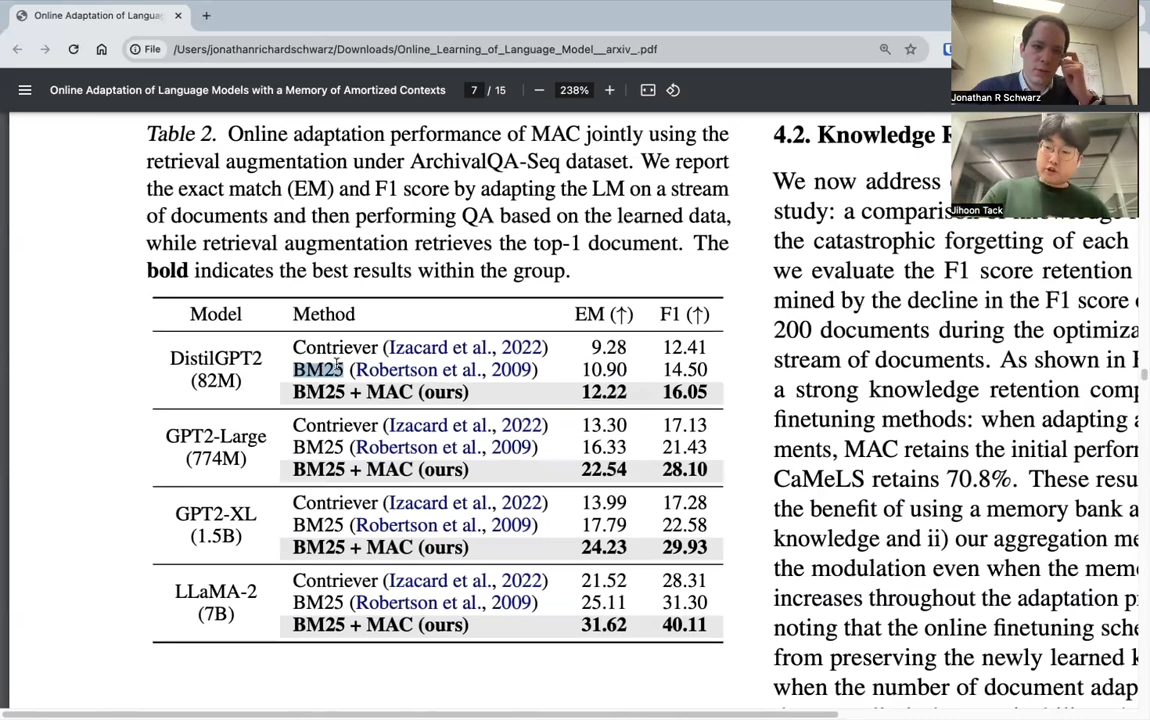 Online Adaptation of Langua
File /Users/jonathanrichardschwarz/Downloads/Online_Learning_of_Language_Model__arxiv_.pdf
Online Adaptation of Language Models with a Memory of Amortized Contexts 7 / 15 238%
Jonathan R Schwarz
Jihoon Tack
Table 2. Online adaptation performance of MAC jointly using the
retrieval augmentation under ArchivalQA-Seq dataset. We report
the exact match (EM) and F1 score by adapting the LM on a stream
of documents and then performing QA based on the learned data,
while retrieval augmentation retrieves the top-1 document. The
bold indicates the best results within the group.
Model Method EM (↑) F1 (↑)
DistilGPT2
(82M)
Contriever (Izacard et al., 2022) 9.28 12.41
BM25 (Robertson et al., 2009) 10.90 14.50
BM25 + MAC (ours) 12.22 16.05
GPT2-Large
(774M)
Contriever (Izacard et al., 2022) 13.30 17.13
BM25 (Robertson et al., 2009) 16.33 21.43
BM25 + MAC (ours) 22.54 28.10
GPT2-XL
(1.5B)
Contriever (Izacard et al., 2022) 13.99 17.28
BM25 (Robertson et al., 2009) 17.79 22.58
BM25 + MAC (ours) 24.23 29.93
LLaMA-2
(7B)
Contriever (Izacard et al., 2022) 21.52 28.31
BM25 (Robertson et al., 2009) 25.11 31.30
BM25 + MAC (ours) 31.62 40.11
4.2. Knowledge R
We now address
study: a comparis
the catastrophic forgetting of each
we evaluate the F1 score retention
mined by the decline in the F1 score
200 documents during the optimiza
stream of documents. As shown in
a strong knowledge retention comp
finetuning methods: when adapting
ments, MAC retains the initial perform
CaMeLS retains 70.8%. These resu
the benefit of using a memory bank a
knowledge and ii) our aggregation me
the modulation even when the mem
increases throughout the adaptation p
noting that the online finetuning sche
from preserving the newly learned k
when the number of document adap